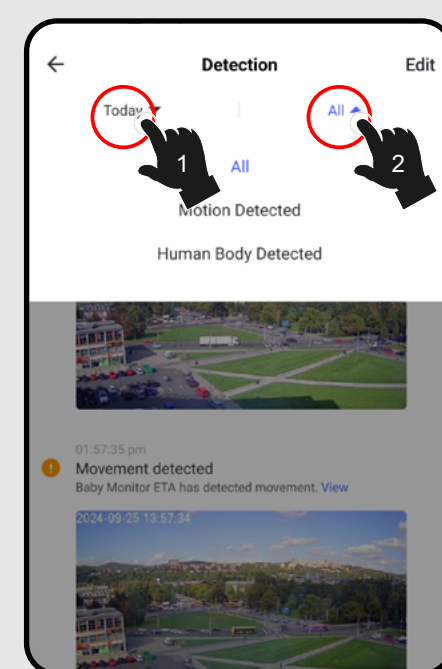 Detection Edit
Today All
1 2
All
Motion Detected
Human Body Detected
01:57:35 pm
Movement detected
Baby Monitor ETA has detected movement. View
2024-09-25 13:57:34